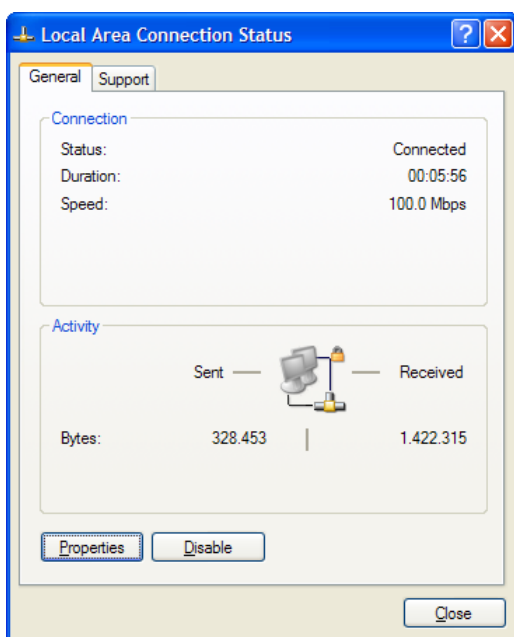 Local Area Connection Status
General Support
Connection
Status: Connected
Duration: 00:05:56
Speed: 100.0 Mbps
Activity
Sent Received
Bytes: 328.453 1.422.315
Properties Disable
Close